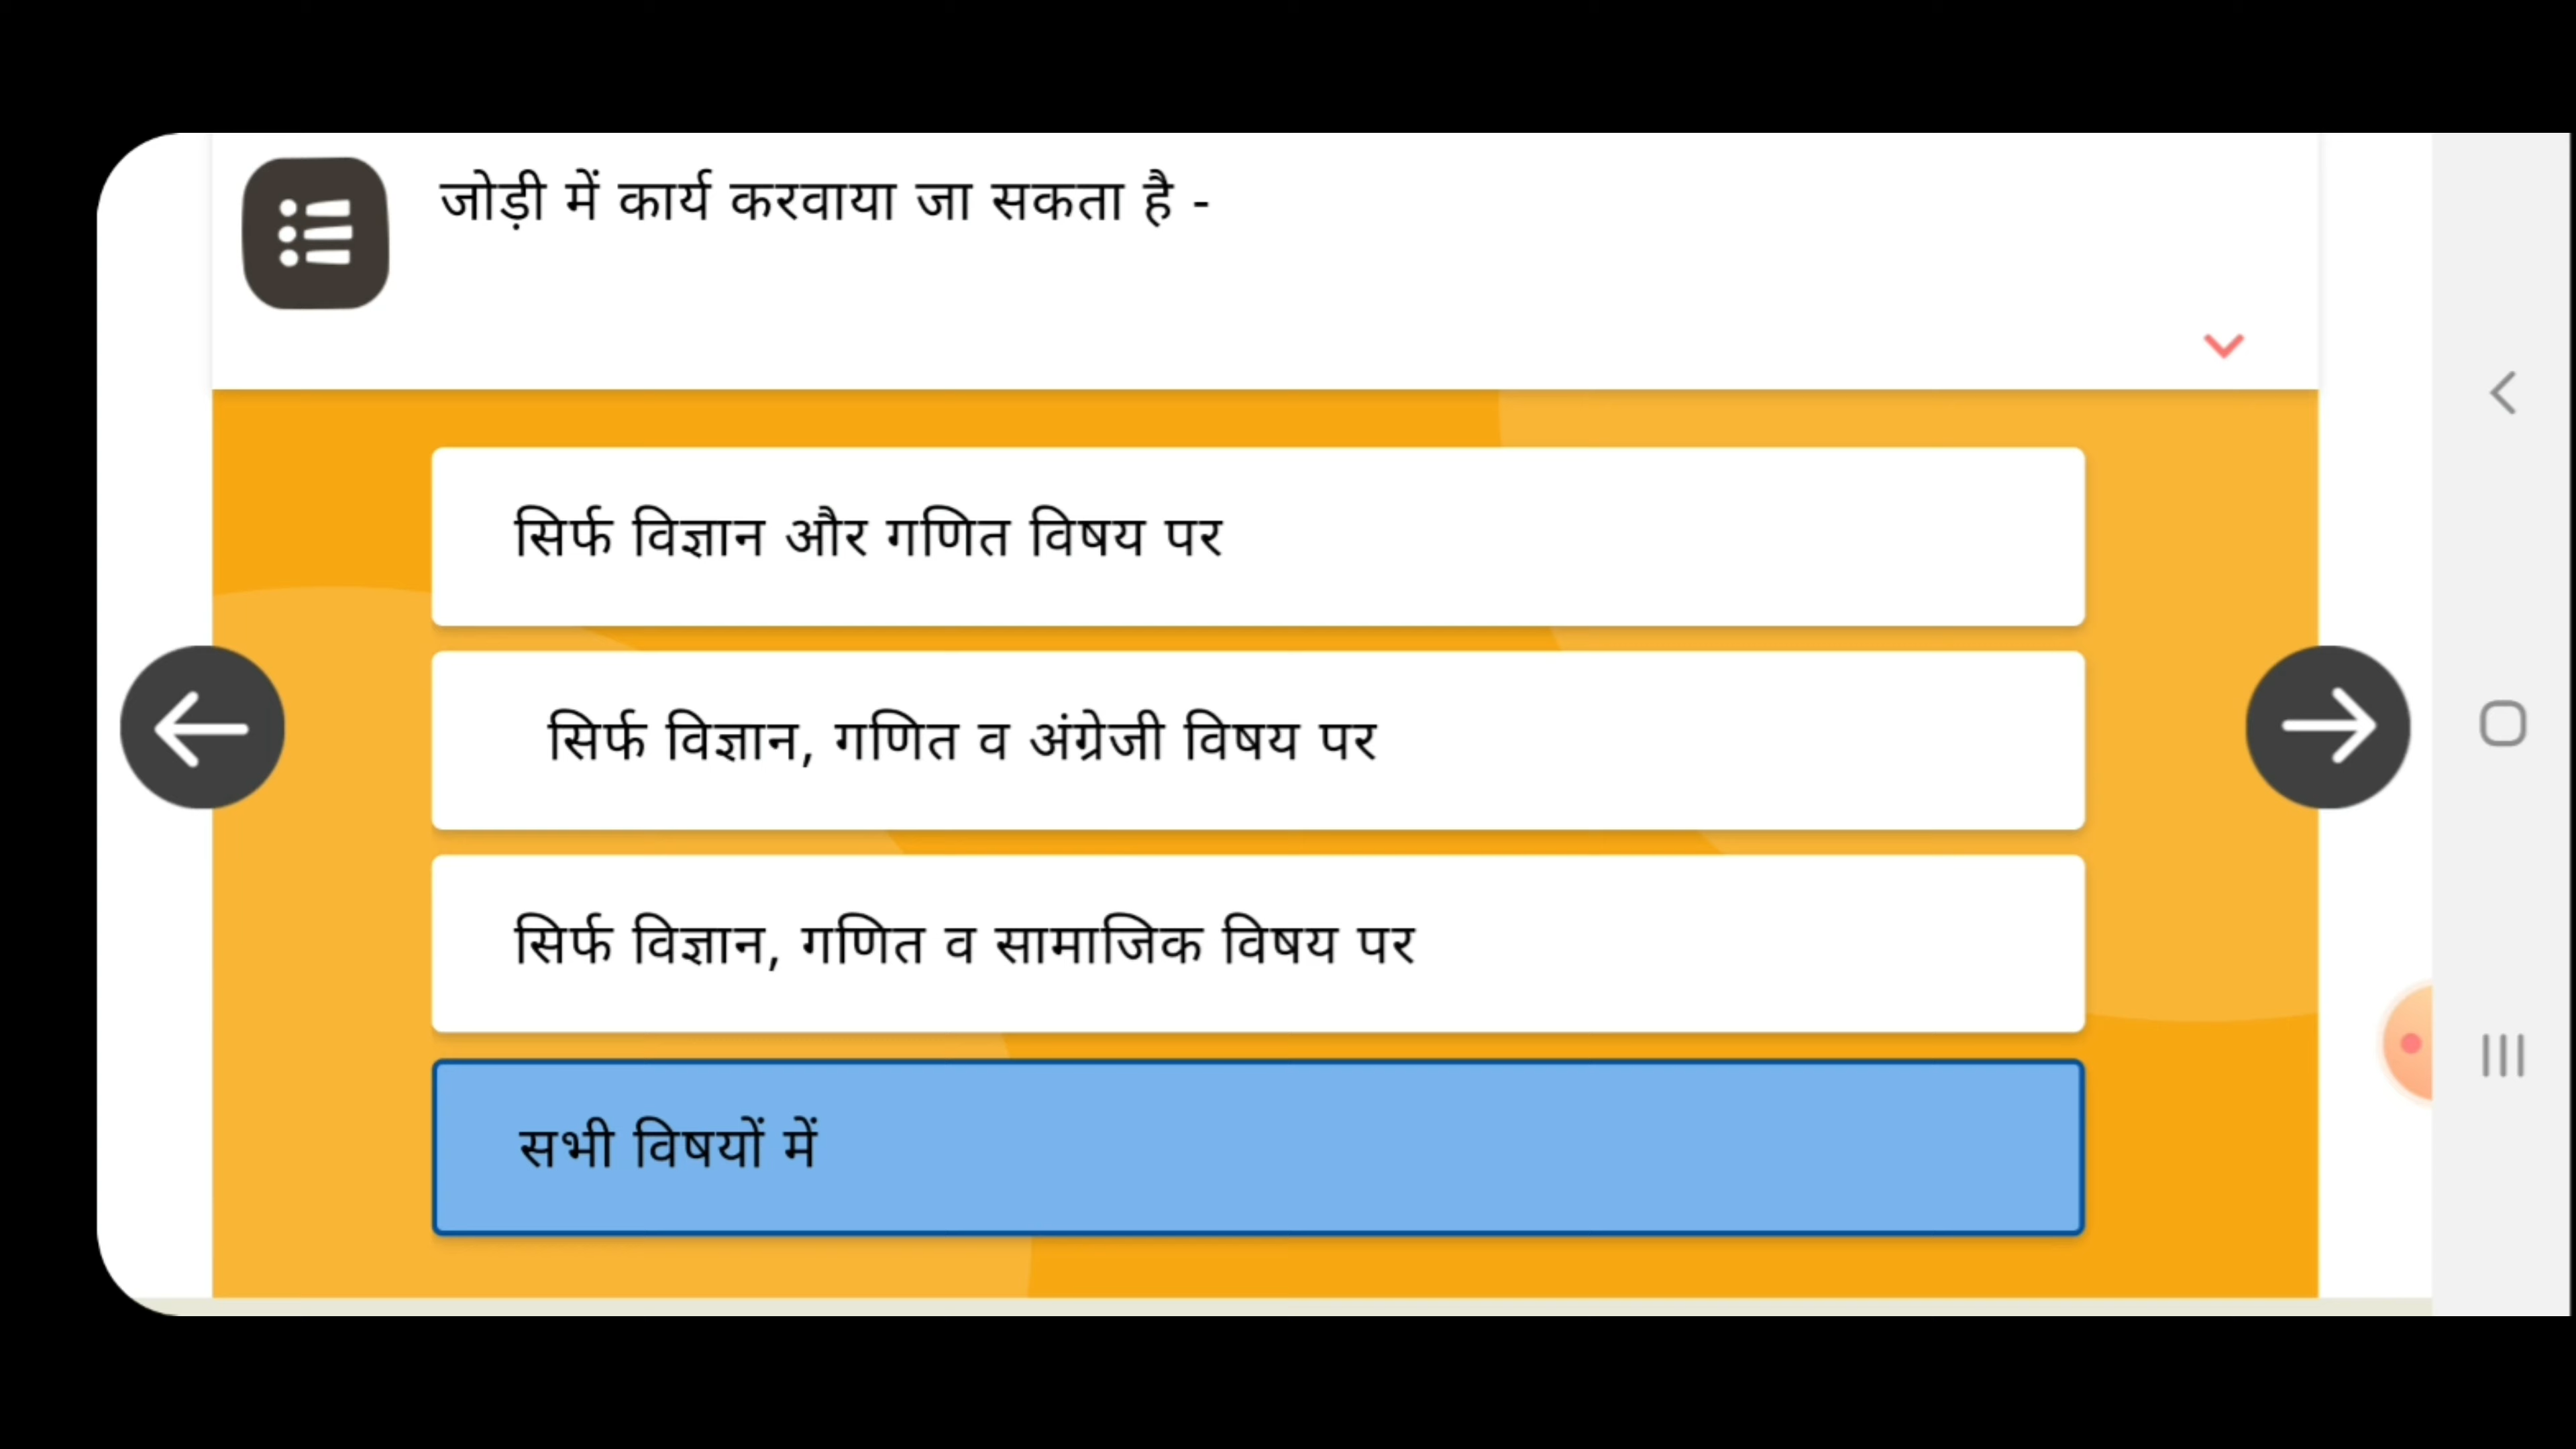 जोड़ी में कार्य करवाया जा सकता है -
सिर्फ विज्ञान और गणित विषय पर
सिर्फ विज्ञान, गणित व अंग्रेजी विषय पर
सिर्फ विज्ञान, गणित व सामाजिक विषय पर
सभी विषयों में